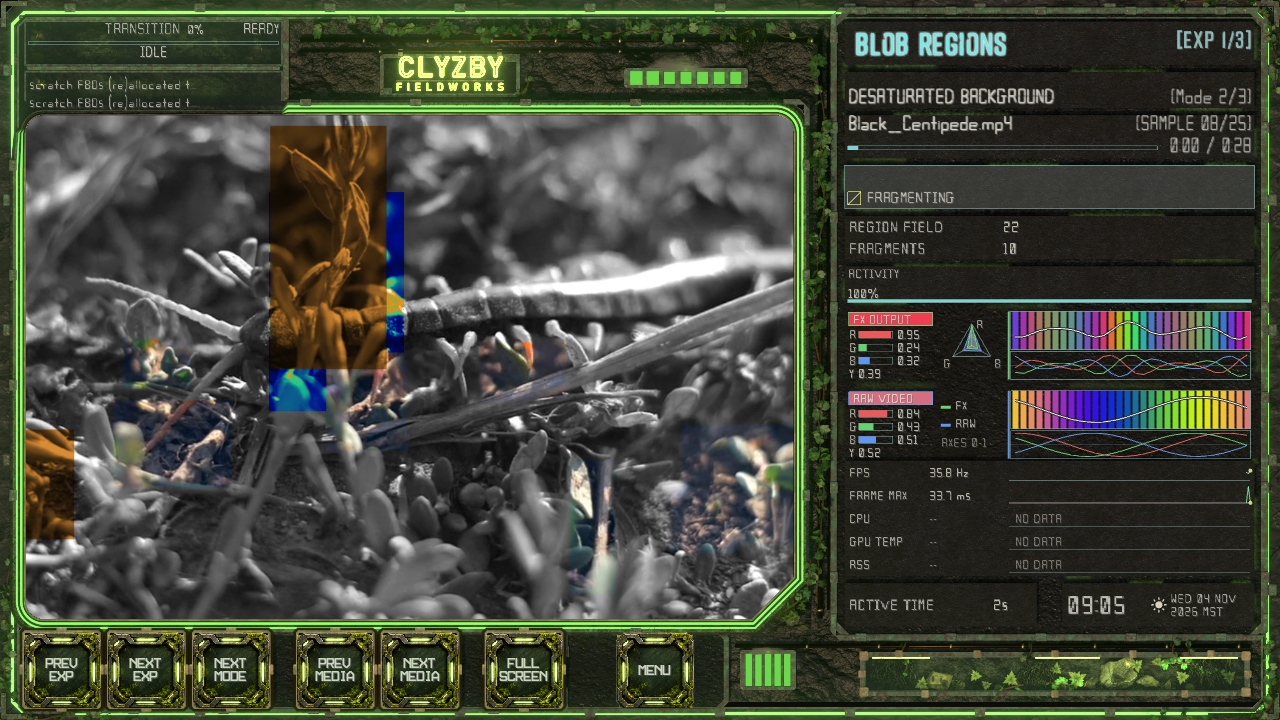 TRANSITION 0% READY
IDLE
scratch FBOs (re)allocated t
scratch FBOs (re)allocated t
CLYZBY
FIELDWORKS
BLOB REGIONS [EXP 1/3]
DESATURATED BACKGROUND (Mode 2/3)
Black_Centipede.mp4 (SAMPLE 08/25)
0:00 / 0:28
FRAGMENTING
REGION FIELD 22
FRAGMENTS 10
ACTIVITY
100%
FX OUTPUT
R 0.95
G 0.24
B 0.32
Y 0.39
R
G B
RAW VIDEO
R 0.84
G 0.43
B 0.51
Y 0.52
FX
RAW
AXES 0-1
FPS 35.8 Hz
FRAME MAX 33.7 ms
CPU -- NO DATA
GPU TEMP -- NO DATA
RSS -- NO DATA
ACTIVE TIME 2s
09:05
WED 04 NOV
2026 MST
PREV EXP
NEXT EXP
NEXT MODE
PREV MEDIA
NEXT MEDIA
FULL SCREEN
MENU